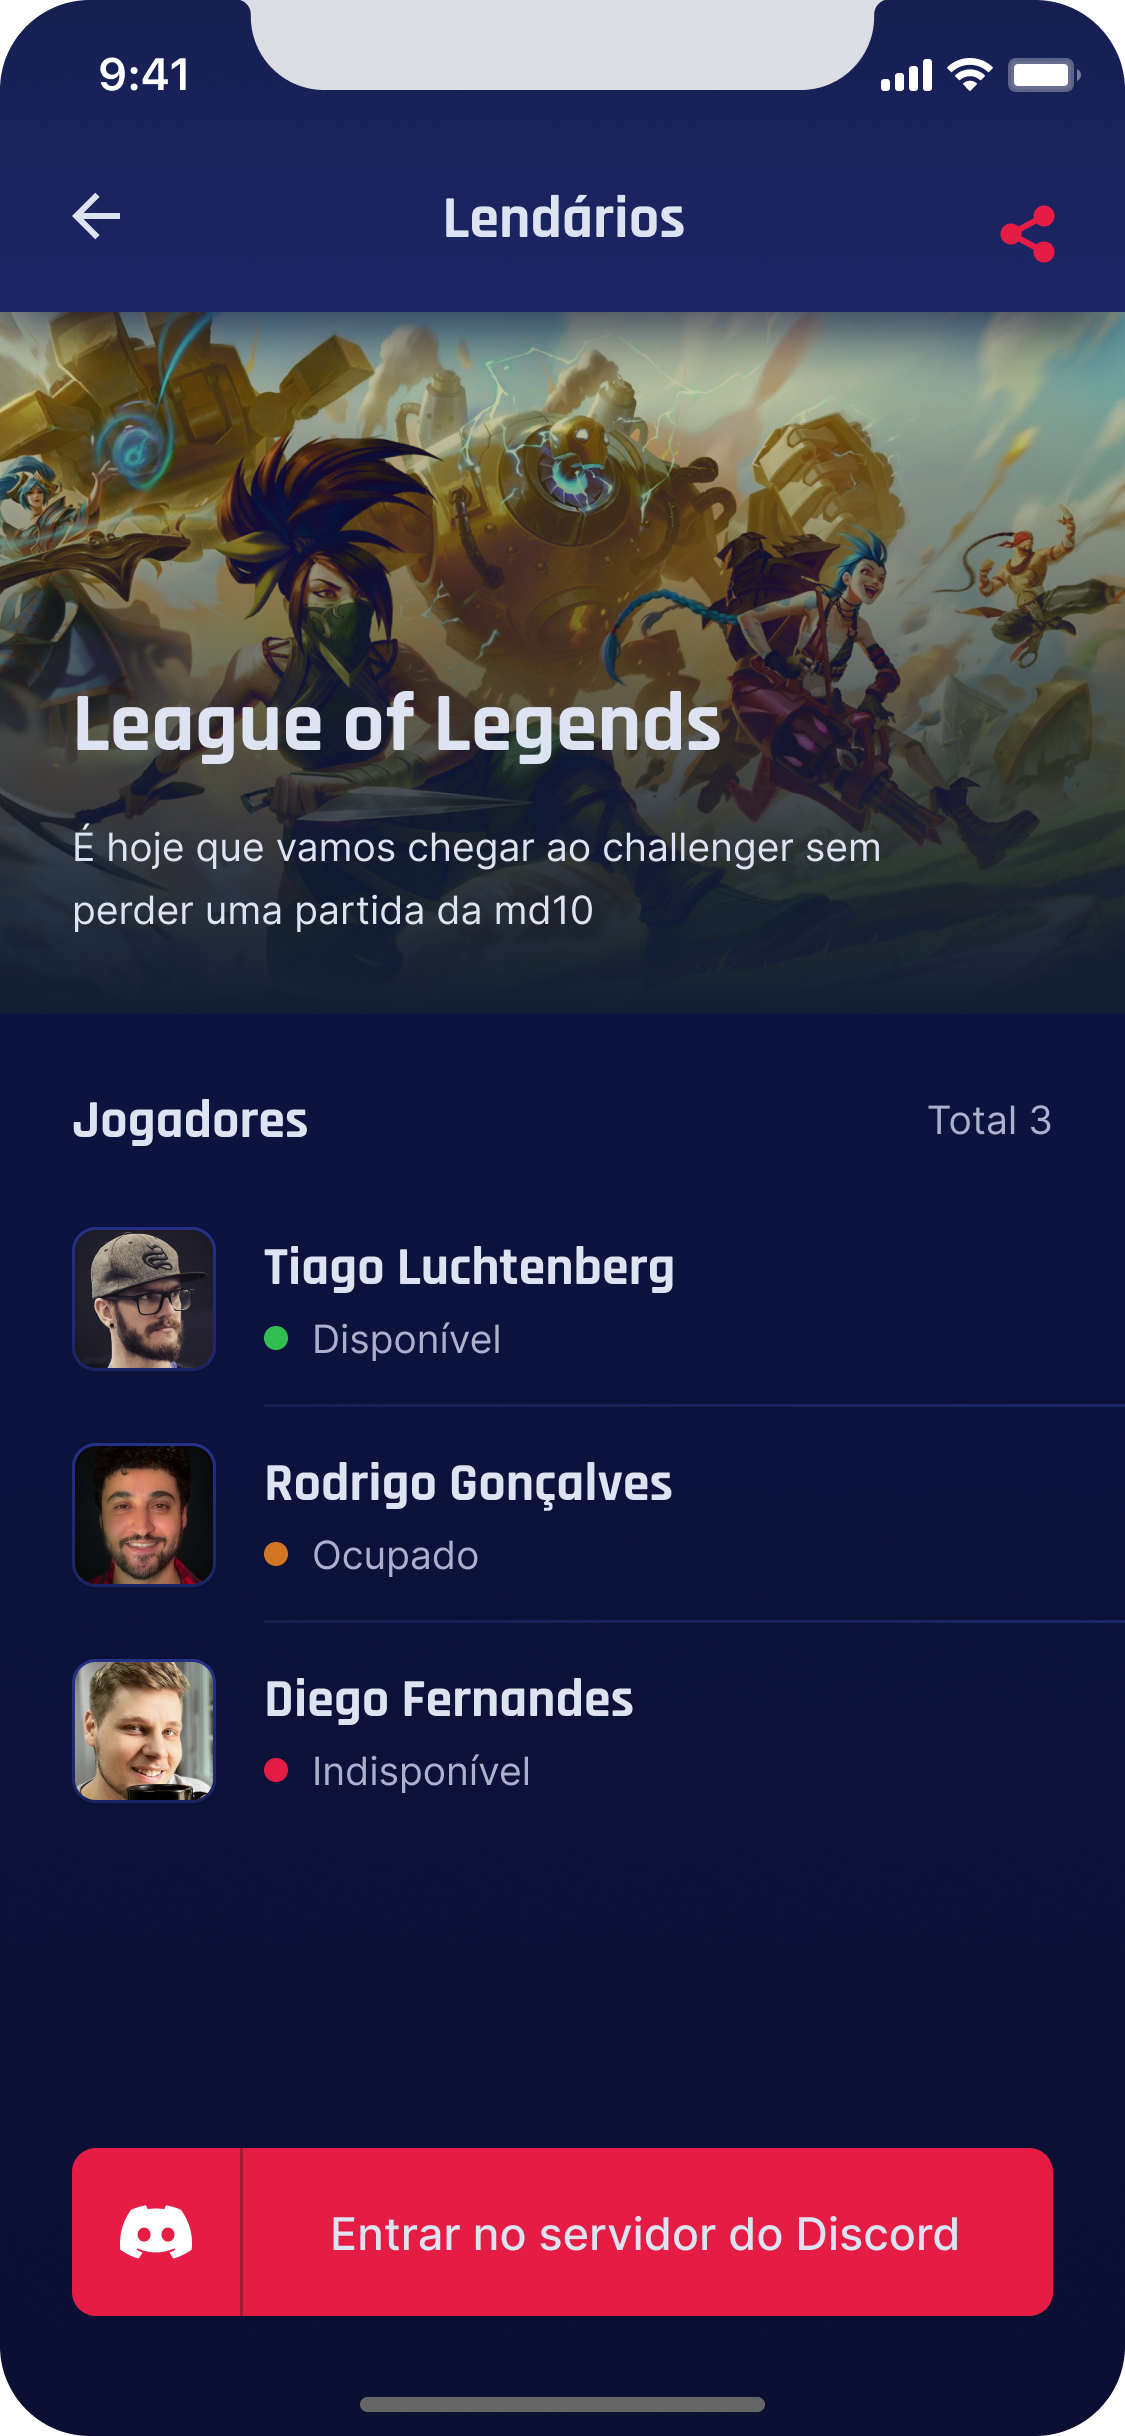 9:41
Lendários
League of Legends
É hoje que vamos chegar ao challenger sem
perder uma partida da md10
Jogadores
Total 3
Tiago Luchtenberg
Disponível
Rodrigo Gonçalves
Ocupado
Diego Fernandes
Indisponível
Entrar no servidor do Discord